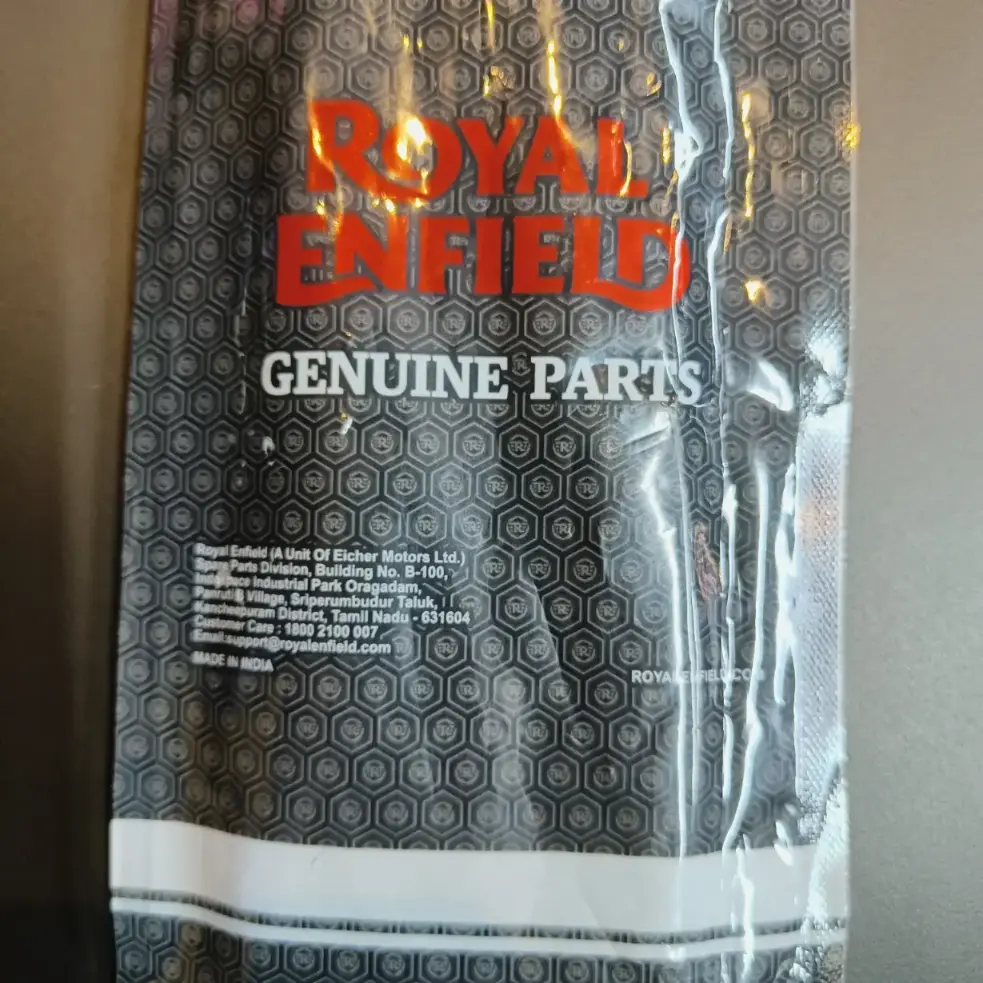 ROYAL
ENFIELD
GENUINE PARTS
Royal Enfield (A Unit Of Eicher Motors Ltd.)
Spare Parts Division, Building No. B-100,
Industrial Park Oragadam,
Village, Sriperumbudur Taluk,
Kancheepuram District, Tamil Nadu - 631604
Customer Care : 1800 2100 007
Email:support@royalenfield.com
MADE IN INDIA
ROYALENFIELD.COM